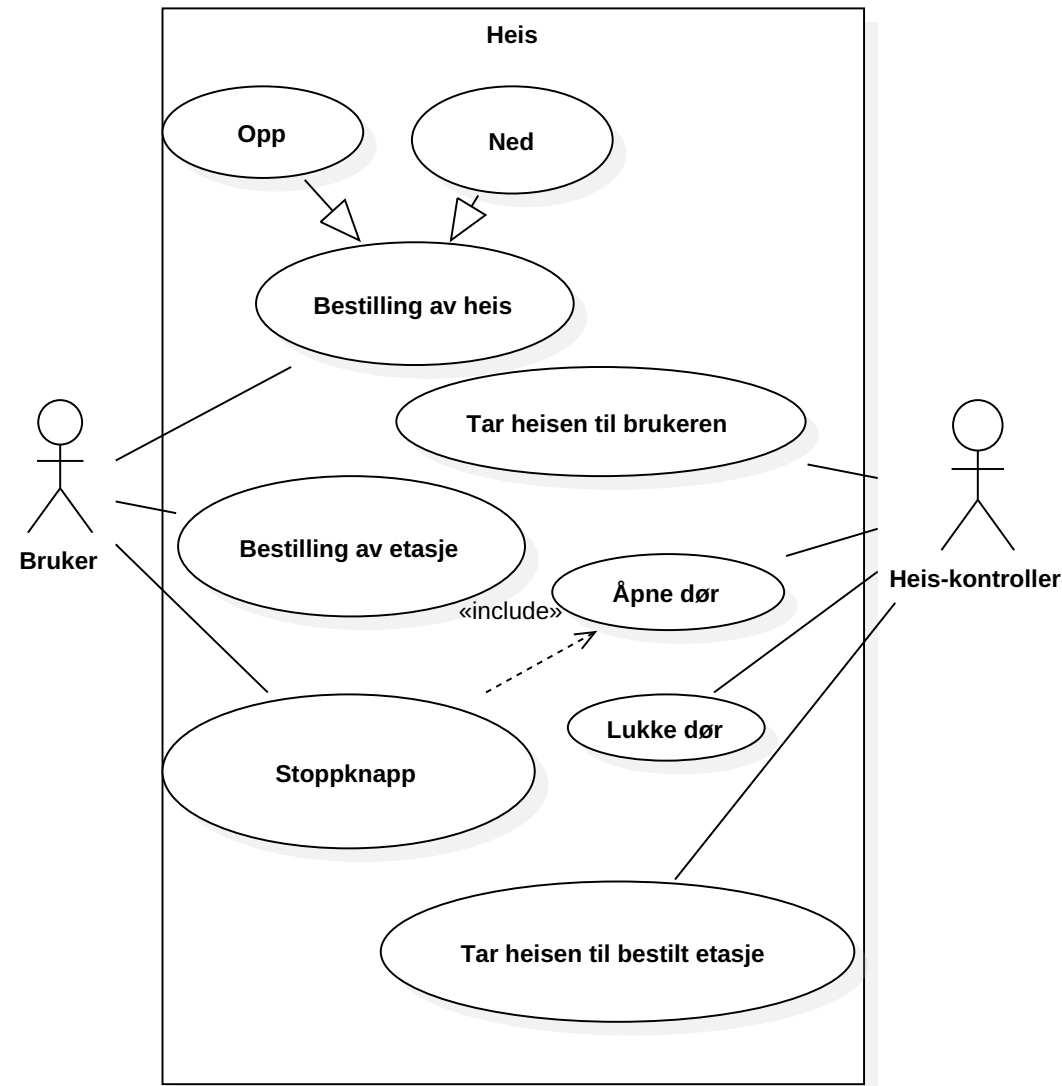 Heis
Opp
Ned
Bestilling av heis
Tar heisen til brukeren
Bestilling av etasje
Bruker
Åpne dør
Heis-kontroller
«include»
Lukke dør
Stoppknapp
Tar heisen til bestilt etasje